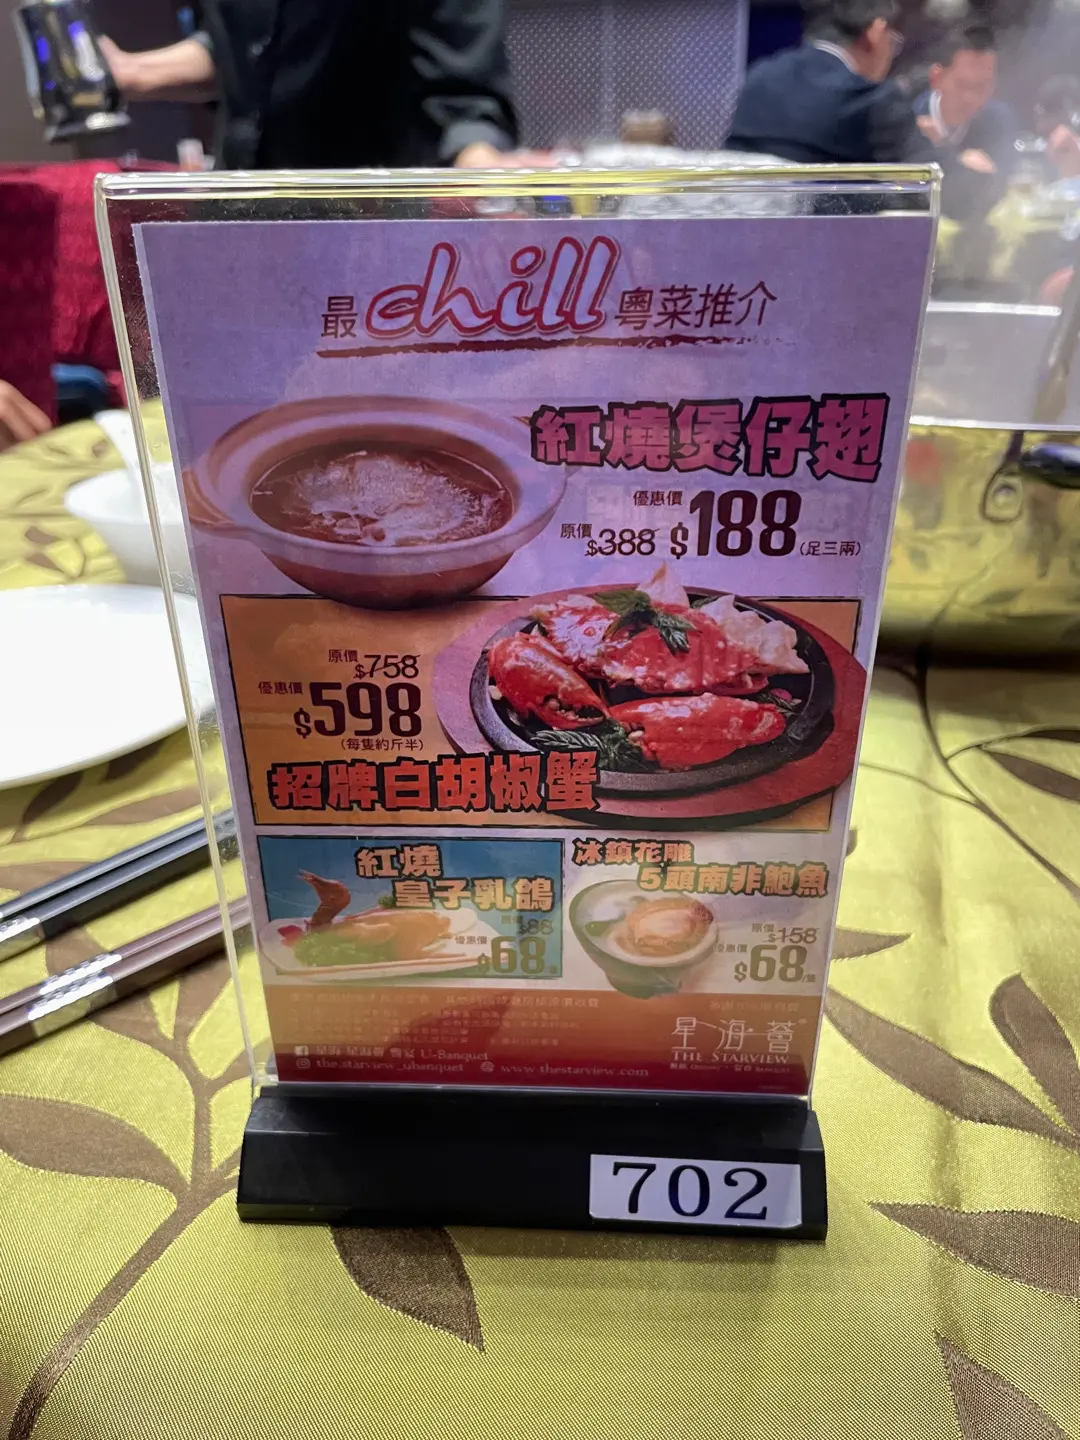 最chill粵菜推介
紅燒煲仔翅
優惠價
原價 $388 $188 (足三兩)
原價 $758
優惠價 $598
(每隻約斤半)
招牌白胡椒蟹
紅燒
皇子乳鴿
原價 $88
優惠價 $68
冰鎮花雕
5頭南非鮑魚
原價 $158
優惠價 $68/隻
星海薈
THE STARVIEW
U-Banquet
the.starview_ubanquet www.thestarview.com
702